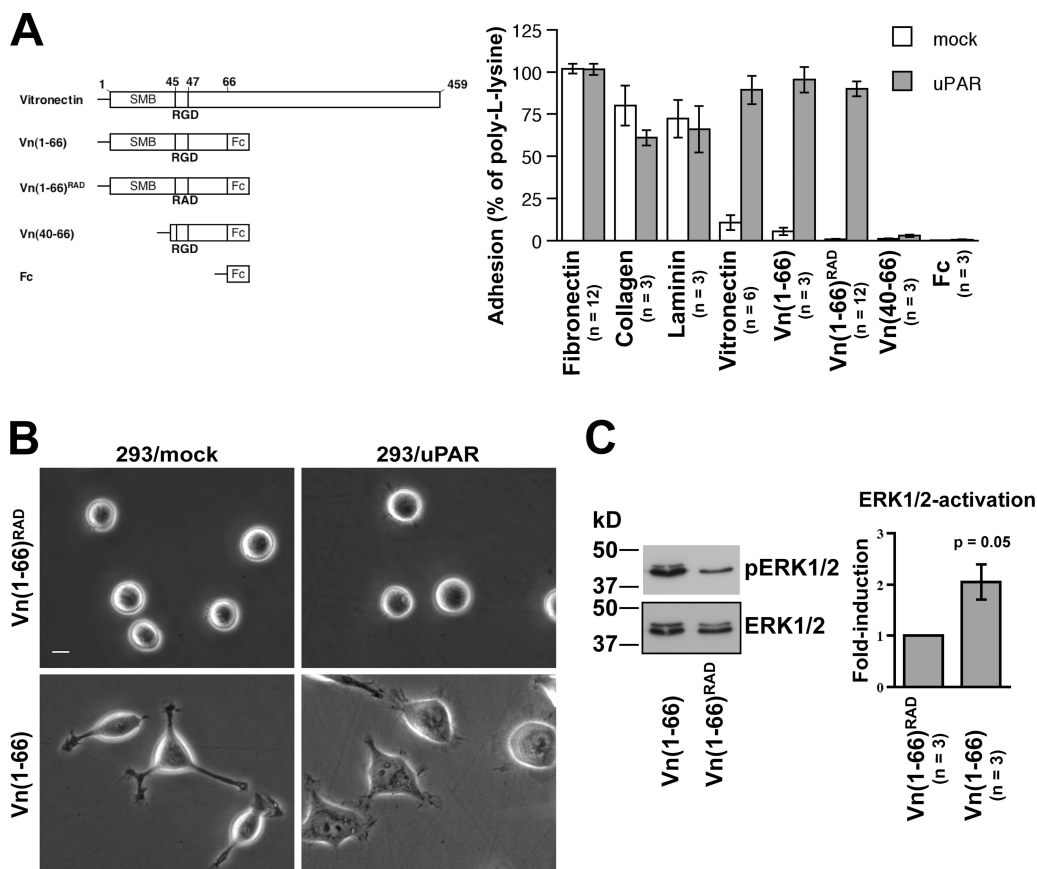 A
1 45 47 66 459
Vitronectin SMB
RGD
Vn(1-66) SMB Fc
RGD
Vn(1-66)RAD SMB Fc
RAD
Vn(40-66) Fc
RGD
Fc Fc
Adhesion (% of poly-L-lysine)
125
100
75
50
25
0
mock
uPAR
Fibronectin
(n = 12)
Collagen
(n = 3)
Laminin
(n = 3)
Vitronectin
(n = 6)
Vn(1-66)
(n = 3)
Vn(1-66)RAD
(n = 12)
Vn(40-66)
(n = 3)
Fc
(n = 3)
B
293/mock 293/uPAR
Vn(1-66)RAD
Vn(1-66)
C
kD
50
37
pERK1/2
50
37
ERK1/2
Vn(1-66)
Vn(1-66)RAD
ERK1/2-activation
Fold-induction
3
2
1
0
p = 0.05
Vn(1-66)RAD
(n = 3)
Vn(1-66)
(n = 3)